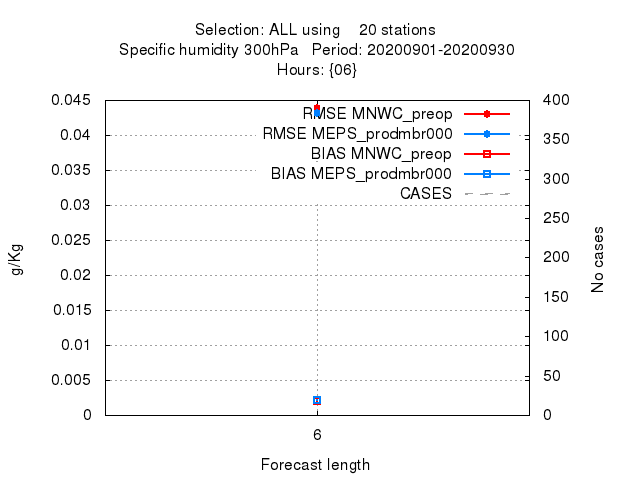 Selection: ALL using    20 stations
Specific humidity 300hPa   Period: 20200901-20200930
Hours: {06}
0.045
0.04
0.035
0.03
0.025
0.02
0.015
0.01
0.005
0
400
350
300
250
200
150
100
50
0
RMSE MNWC_preop
RMSE MEPS_prodmbr000
BIAS MNWC_preop
BIAS MEPS_prodmbr000
CASES
g/Kg
No cases
6
Forecast length